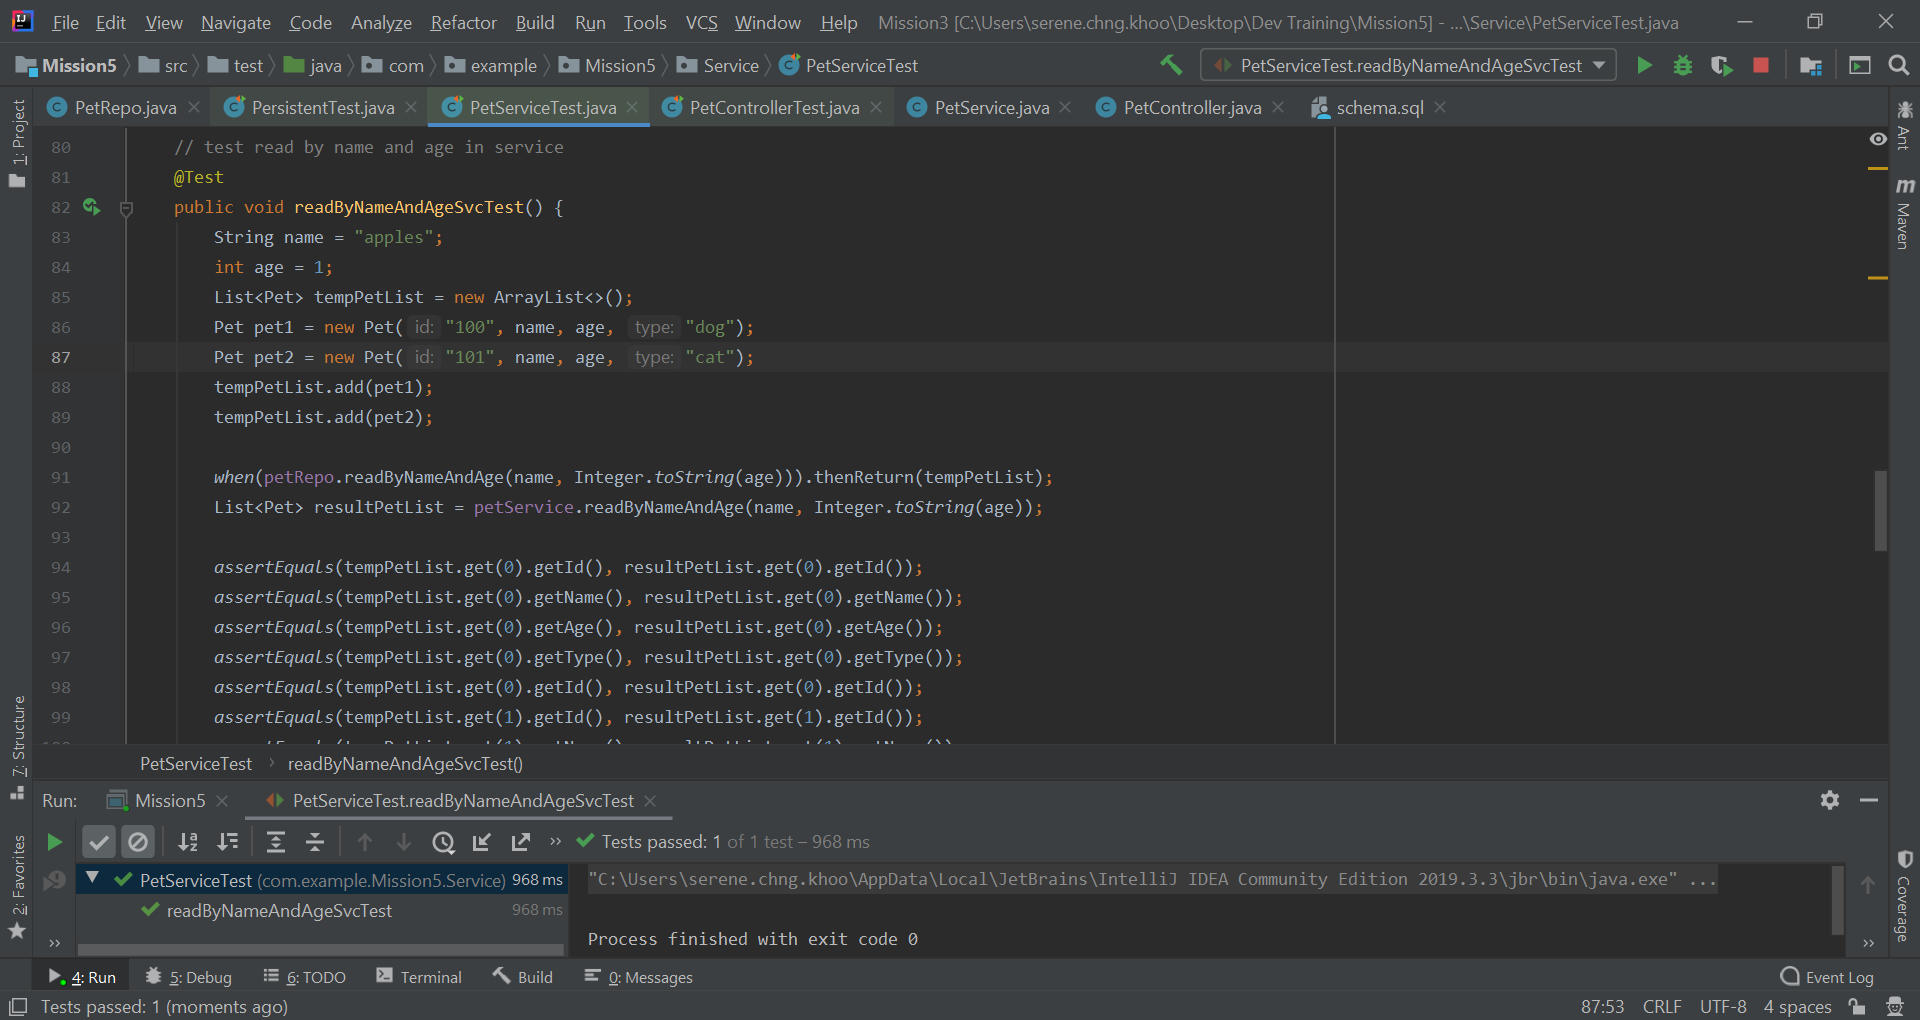 File Edit View Navigate Code Analyze Refactor Build Run Tools VCS Window Help Mission3 [C:\Users\serene.chng.khoo\Desktop\Dev Training\Mission5] - ...\Service\PetServiceTest.java
Mission5 src test java com example Mission5 Service PetServiceTest PetServiceTest.readByNameAndAgeSvcTest
PetRepo.java PersistentTest.java PetServiceTest.java PetControllerTest.java PetService.java PetController.java schema.sql
1: Project
7: Structure
2: Favorites
Ant
Maven
Coverage
80 // test read by name and age in service
81 @Test
82 public void readByNameAndAgeSvcTest() {
83 String name = "apples";
84 int age = 1;
85 List<Pet> tempPetList = new ArrayList<>();
86 Pet pet1 = new Pet( id: "100", name, age, type: "dog");
87 Pet pet2 = new Pet( id: "101", name, age, type: "cat");
88 tempPetList.add(pet1);
89 tempPetList.add(pet2);
90
91 when(petRepo.readByNameAndAge(name, Integer.toString(age))).thenReturn(tempPetList);
92 List<Pet> resultPetList = petService.readByNameAndAge(name, Integer.toString(age));
93
94 assertEquals(tempPetList.get(0).getId(), resultPetList.get(0).getId());
95 assertEquals(tempPetList.get(0).getName(), resultPetList.get(0).getName());
96 assertEquals(tempPetList.get(0).getAge(), resultPetList.get(0).getAge());
97 assertEquals(tempPetList.get(0).getType(), resultPetList.get(0).getType());
98 assertEquals(tempPetList.get(0).getId(), resultPetList.get(0).getId());
99 assertEquals(tempPetList.get(1).getId(), resultPetList.get(1).getId());
PetServiceTest readByNameAndAgeSvcTest()
Run: Mission5 PetServiceTest.readByNameAndAgeSvcTest
Tests passed: 1 of 1 test – 968 ms
PetServiceTest (com.example.Mission5.Service) 968 ms
readByNameAndAgeSvcTest 968 ms
"C:\Users\serene.chng.khoo\AppData\Local\JetBrains\IntelliJ IDEA Community Edition 2019.3.3\jbr\bin\java.exe" ...
Process finished with exit code 0
4: Run 5: Debug 6: TODO Terminal Build 0: Messages Event Log
Tests passed: 1 (moments ago) 87:53 CRLF UTF-8 4 spaces